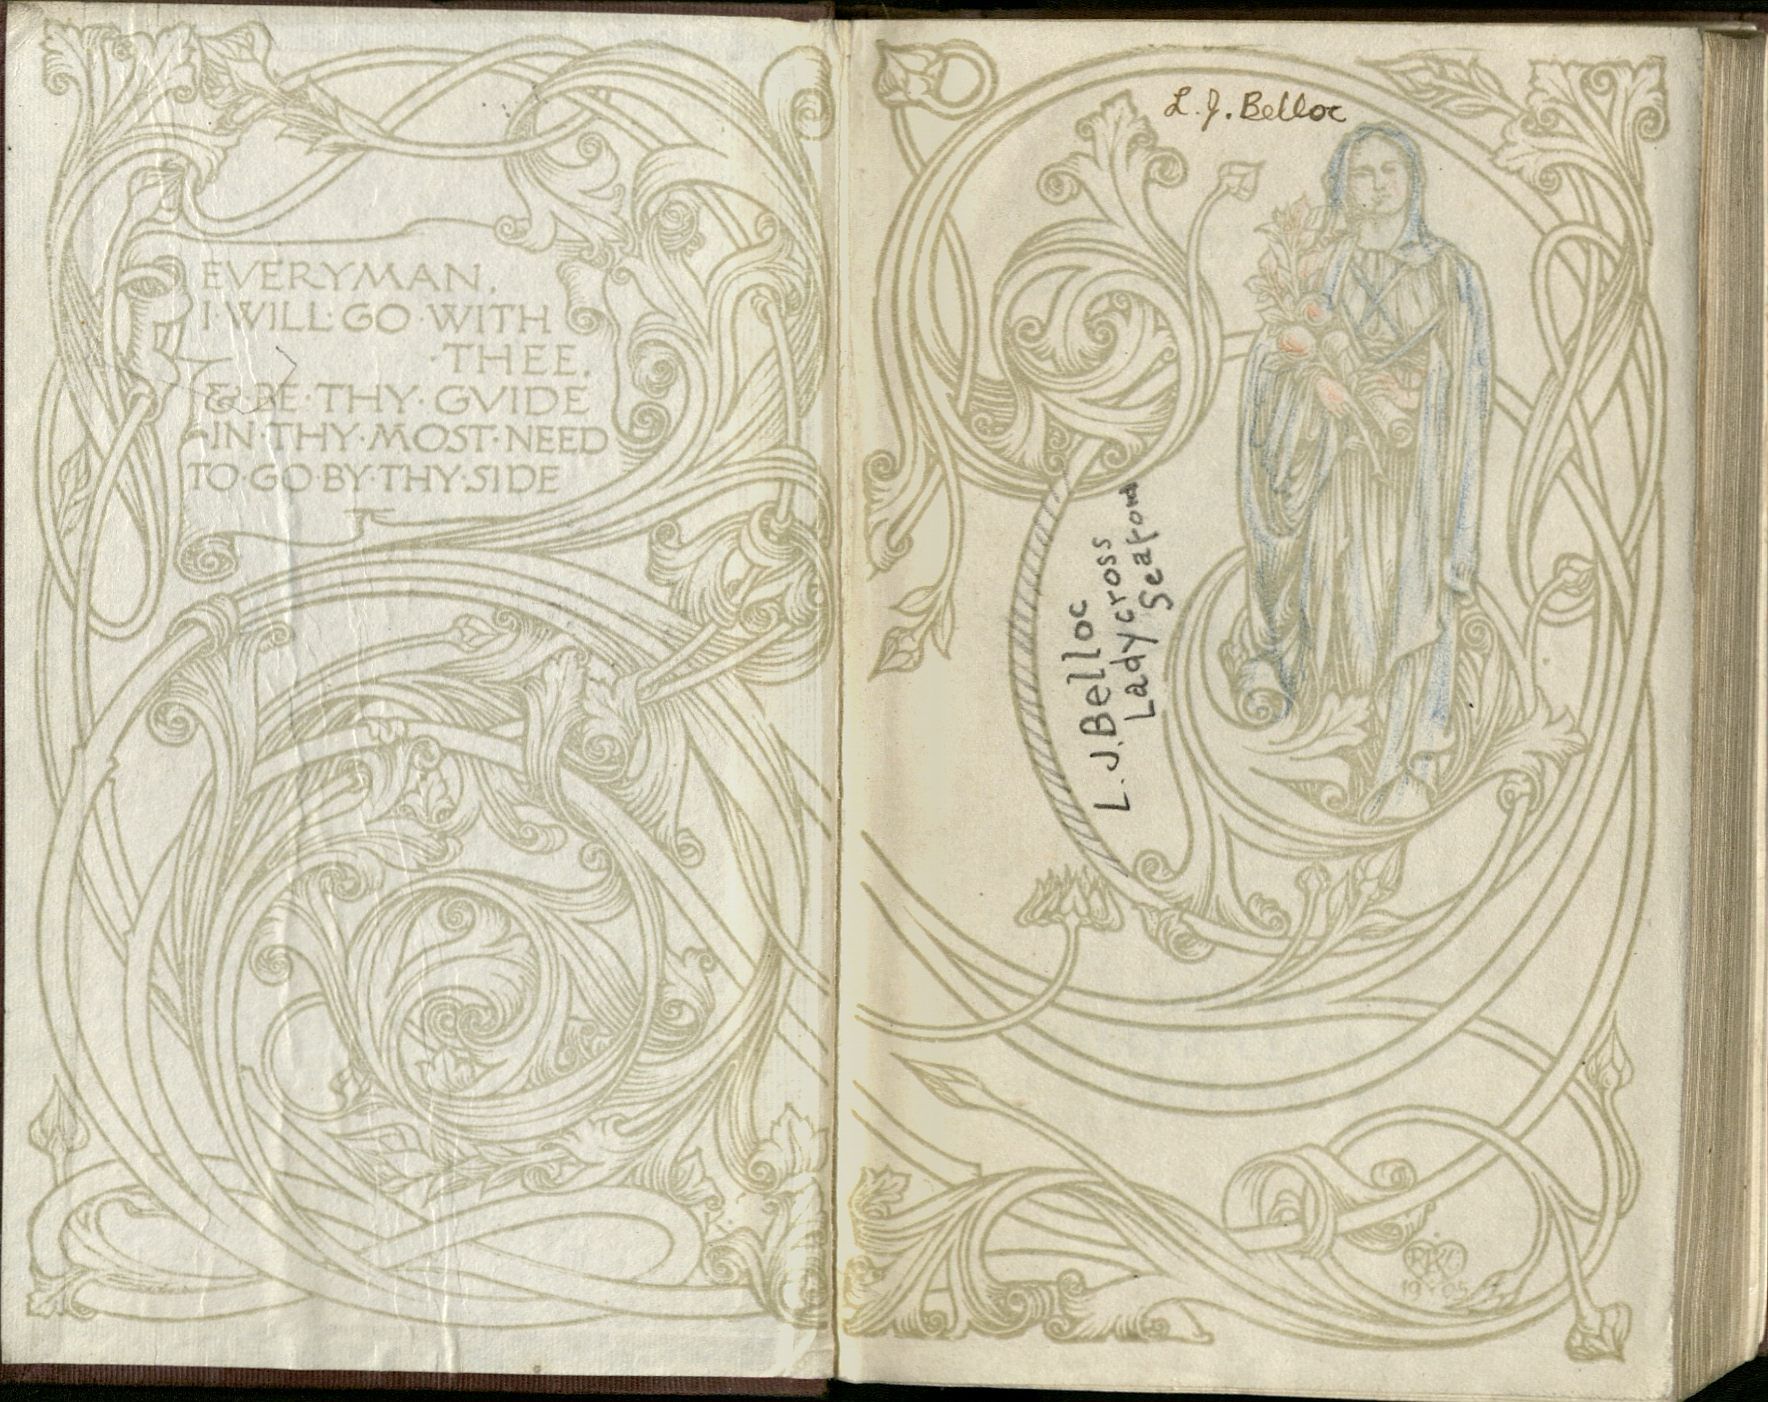 EVERYMAN,
I·WILL·GO·WITH
·THEE.
&·BE·THY·GVIDE
·IN·THY·MOST·NEED
TO·GO·BY·THY·SIDE
L. J. Belloc
L. J. Belloc
Ladycross
Seaford
19 05